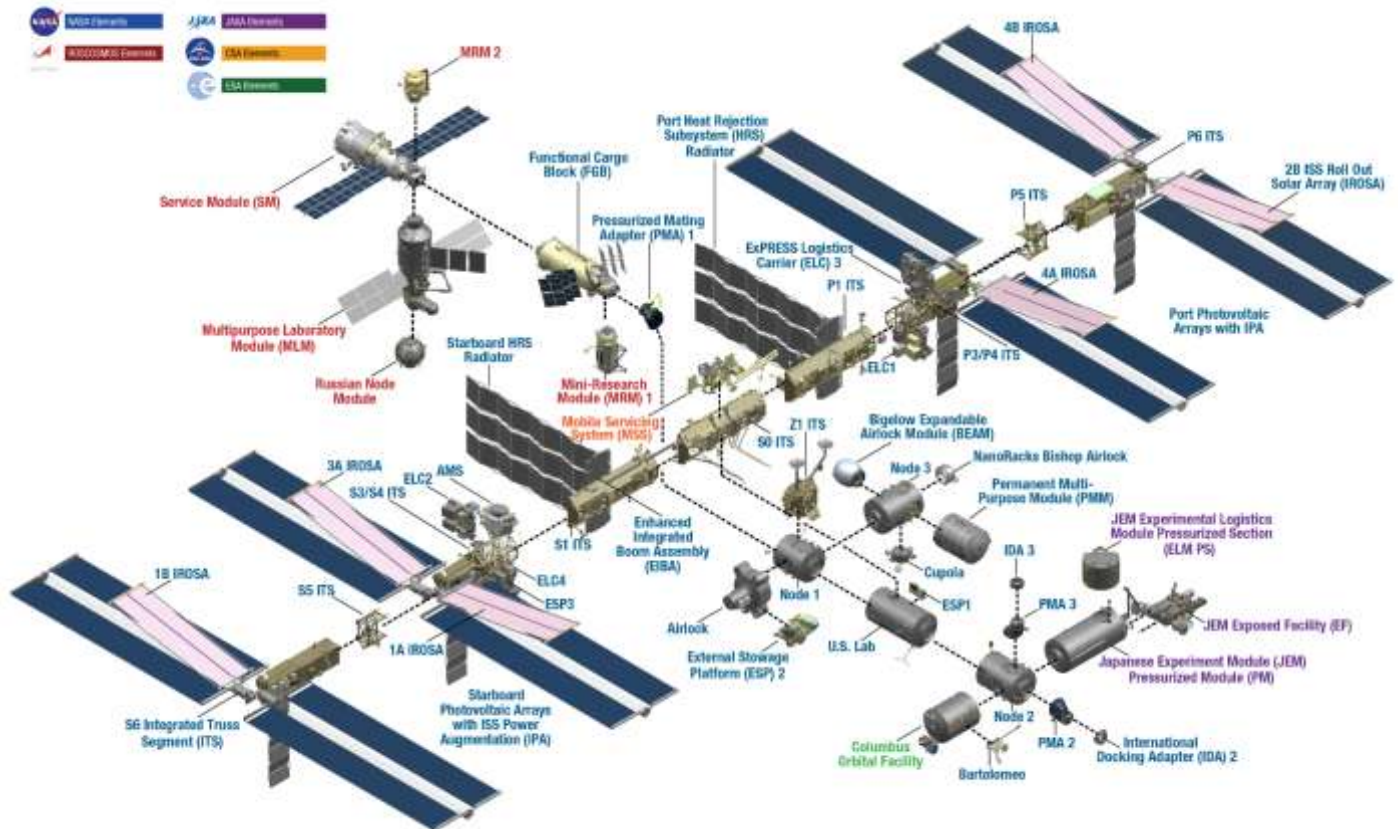 NASA
NASA Elements
JAXA
JAXA Elements
ROSCOSMOS Elements
CSA Elements
esa
ESA Elements
MRM 2
4B IROSA
Port Heat Rejection
Subsystem (HRS)
Radiator
P6 ITS
Functional Cargo
Block (FGB)
2B ISS Roll Out
Solar Array (IROSA)
Service Module (SM)
P5 ITS
Pressurized Mating
Adapter (PMA) 1
ExPRESS Logistics
Carrier (ELC) 3
4A IROSA
P1 ITS
Port Photovoltaic
Arrays with IPA
Multipurpose Laboratory
Module (MLM)
Starboard HRS
Radiator
P3/P4 ITS
ELC1
Russian Node
Module
Mini-Research
Module (MRM) 1
Mobile Servicing
System (MSS)
Bigelow Expandable
Airlock Module (BEAM)
Z1 ITS
S0 ITS
Node 3
NanoRacks Bishop Airlock
3A IROSA
AMS
ELC2
S3/S4 ITS
Permanent Multi-
Purpose Module (PMM)
JEM Experimental Logistics
Module Pressurized Section
(ELM PS)
Enhanced
Integrated
Boom Assembly
(EIBA)
S1 ITS
IDA 3
Cupola
1B IROSA
ELC4
Node 1
S5 ITS
ESP3
ESP1
PMA 3
Airlock
JEM Exposed Facility (EF)
1A IROSA
U.S. Lab
External Stowage
Platform (ESP) 2
Japanese Experiment Module (JEM)
Pressurized Module (PM)
Starboard
Photovoltaic Arrays
with ISS Power
Augmentation (IPA)
S6 Integrated Truss
Segment (ITS)
Node 2
Columbus
Orbital Facility
PMA 2
International
Docking Adapter (IDA) 2
Bartolomeo